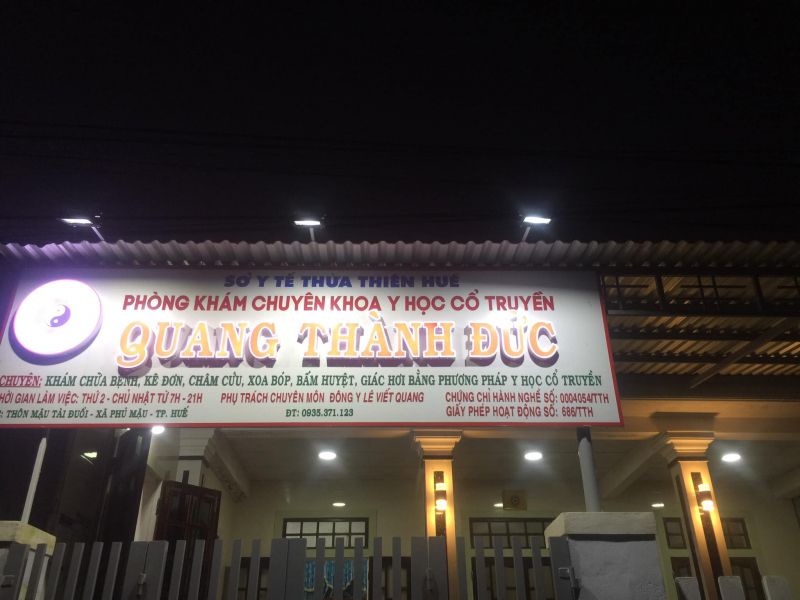 SỞ Y TẾ THỪA THIÊN HUẾ
PHÒNG KHÁM CHUYÊN KHOA Y HỌC CỔ TRUYỀN
QUANG THÀNH ĐỨC
CHUYÊN: KHÁM CHỮA BỆNH, KÊ ĐƠN, CHÂM CỨU, XOA BÓP, BẤM HUYỆT, GIÁC HƠI BẰNG PHƯƠNG PHÁP Y HỌC CỔ TRUYỀN
HỜI GIAN LÀM VIỆC: THỨ 2 - CHỦ NHẬT TỪ 7H - 21H
PHỤ TRÁCH CHUYÊN MÔN ĐÔNG Y LÊ VIẾT QUANG
CHỨNG CHỈ HÀNH NGHỀ SỐ: 0004054/TTH
: THÔN MẬU TÀI ĐUỒI - XÃ PHÚ MẬU - TP. HUẾ
ĐT: 0935.371.123
GIẤY PHÉP HOẠT ĐỘNG SỐ: 686/TTH